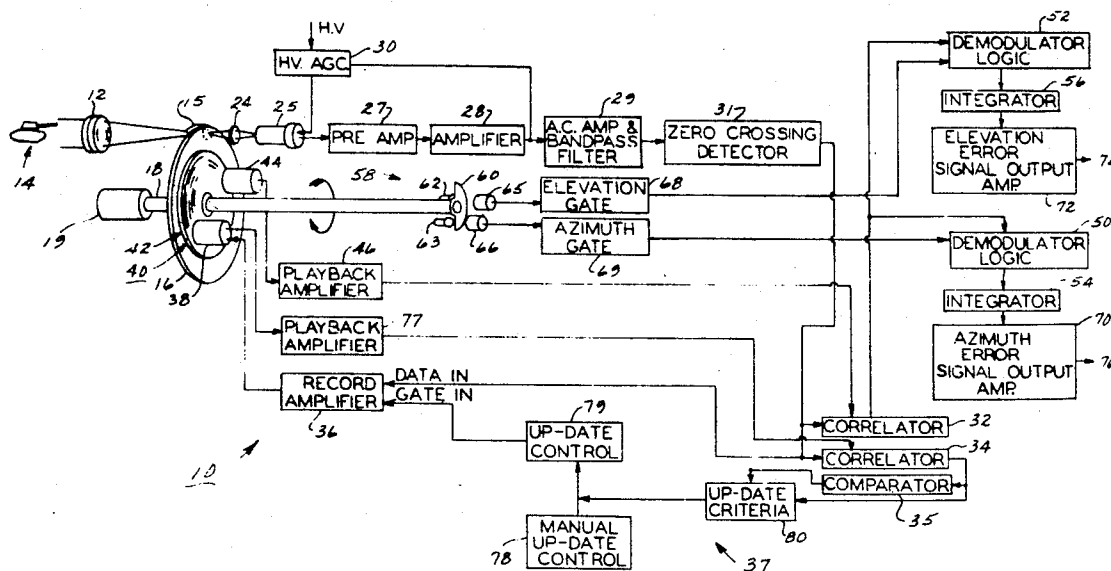 H.V
52
12
15
24
25
HV. AGC.
30
27
28
29
31
DEMODULATOR
LOGIC
56
14
PRE AMP
AMPLIFIER
A.C. AMP &
BANDPASS
FILTER
ZERO CROSSING
DETECTOR
INTEGRATOR
44
58
60
62
65
68
18
ELEVATION
GATE
ELEVATION
ERROR
SIGNAL OUTPUT
AMP.
74
72
19
63
66
AZIMUTH
GATE
69
50
42
40
16
38
46
DEMODULATOR
LOGIC
PLAYBACK
AMPLIFIER
54
INTEGRATOR
77
70
PLAYBACK
AMPLIFIER
AZIMUTH
ERROR
SIGNAL OUTPUT
AMP.
76
RECORD
AMPLIFIER
DATA IN
GATE IN
36
79
32
CORRELATOR
34
CORRELATOR
10
UP-DATE
CONTROL
COMPARATOR
35
UP-DATE
CRITERIA
80
MANUAL
UP-DATE
CONTROL
78
37